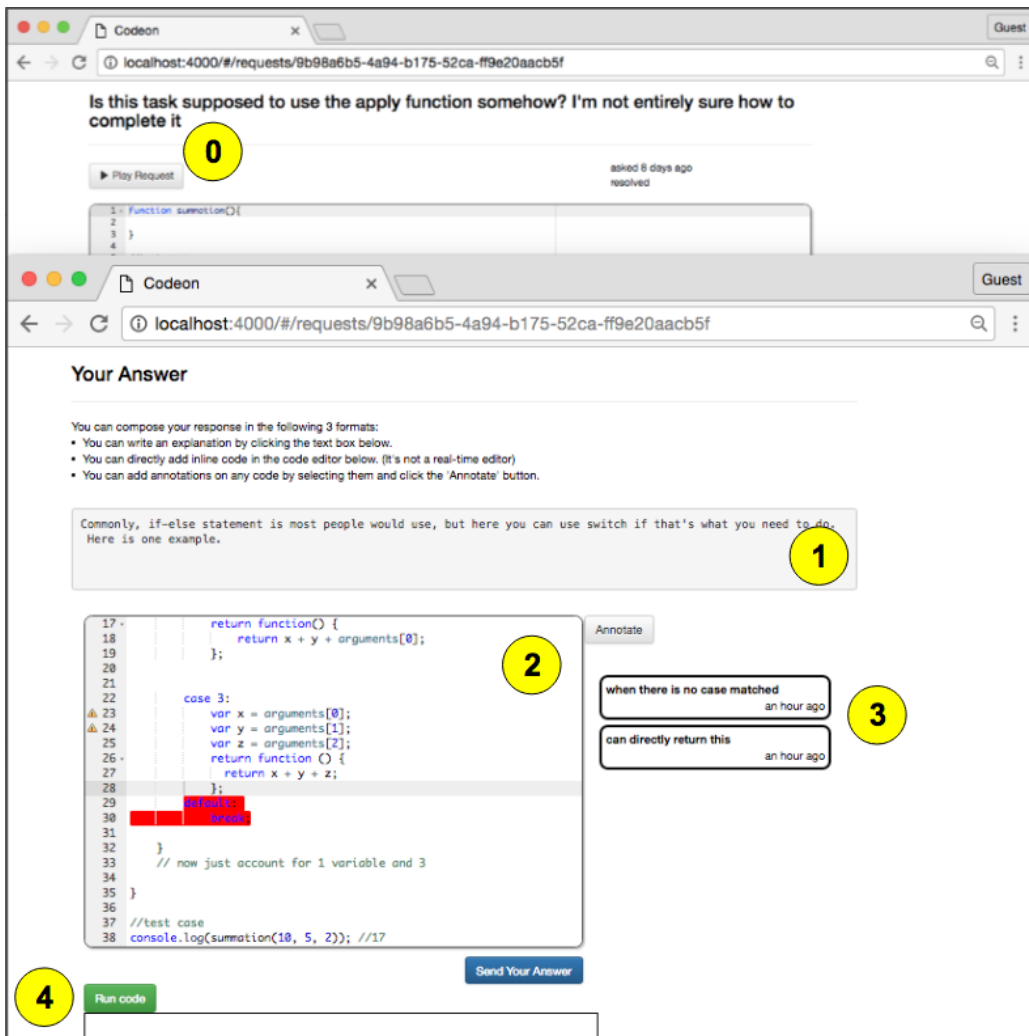 Codeon
Guest
localhost:4000/#/requests/9b98a6b5-4a94-b175-52ca-ff9e20aacb5f
Is this task supposed to use the apply function somehow? I'm not entirely sure how to
complete it
0
Play Request
asked 8 days ago
resolved
1 function summation(){
2
3 }
4
Codeon
Guest
localhost:4000/#/requests/9b98a6b5-4a94-b175-52ca-ff9e20aacb5f
Your Answer
You can compose your response in the following 3 formats:
• You can write an explanation by clicking the text box below.
• You can directly add inline code in the code editor below. (It's not a real-time editor)
• You can add annotations on any code by selecting them and click the 'Annotate' button.
Commonly, if-else statement is most people would use, but here you can use switch if that's what you need to do.
Here is one example.
1
17 return function() {
18 return x + y + arguments[0];
19 };
20
21
22 case 3:
23 var x = arguments[0];
24 var y = arguments[1];
25 var z = arguments[2];
26 return function () {
27 return x + y + z;
28 };
29 default:
30 break;
31
32 }
33 // now just account for 1 variable and 3
34
35 }
36
37 //test case
38 console.log(summation(10, 5, 2)); //17
2
Annotate
when there is no case matched
an hour ago
can directly return this
an hour ago
3
Send Your Answer
4
Run code